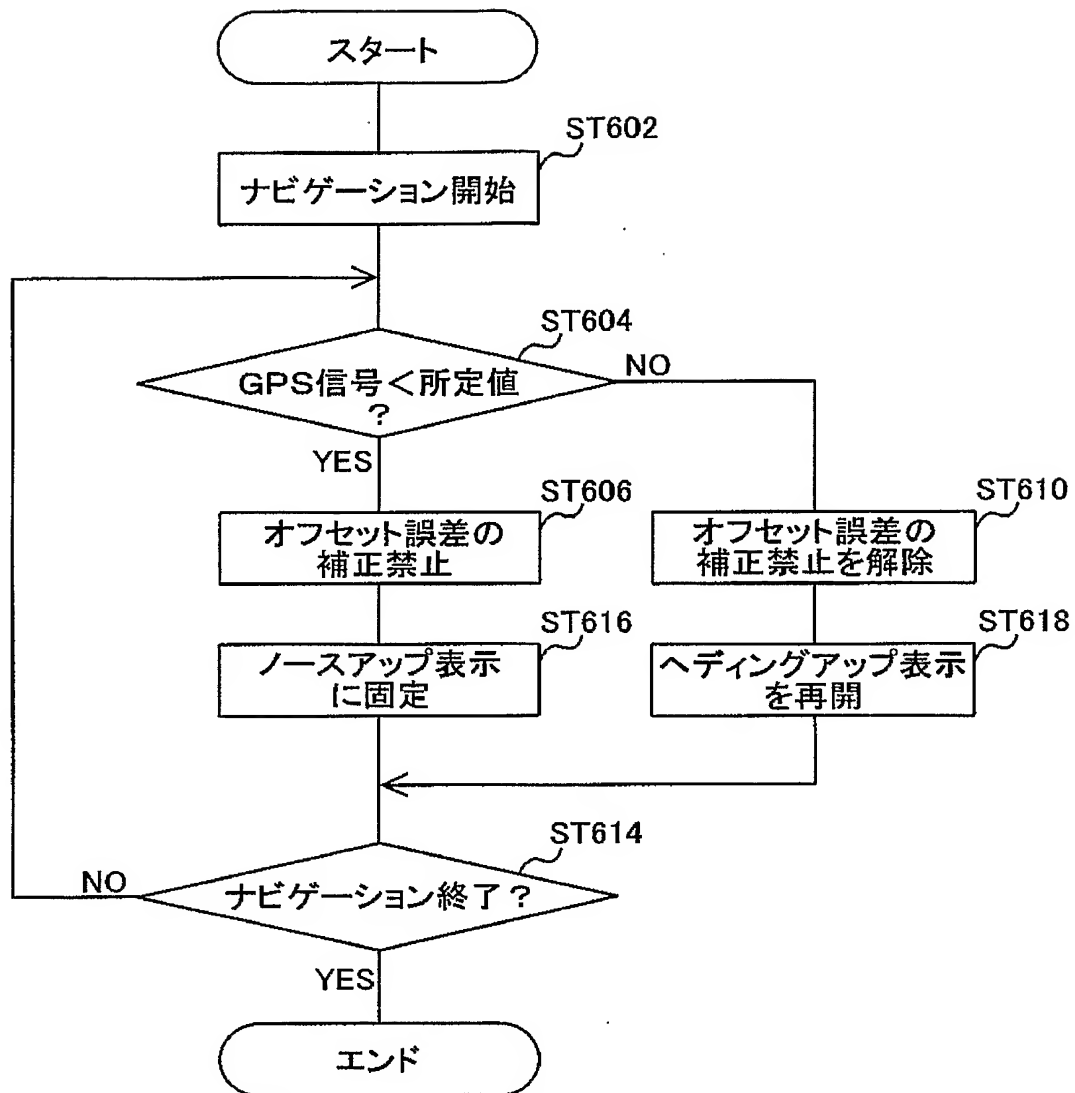 スタート
ST602
ナビゲーション開始
ST604
GPS信号<所定値
?
NO
YES
ST606
オフセット誤差の
補正禁止
ST610
オフセット誤差の
補正禁止を解除
ST616
ノースアップ表示
に固定
ST618
ヘディングアップ表示
を再開
ST614
ナビゲーション終了?
NO
YES
エンド